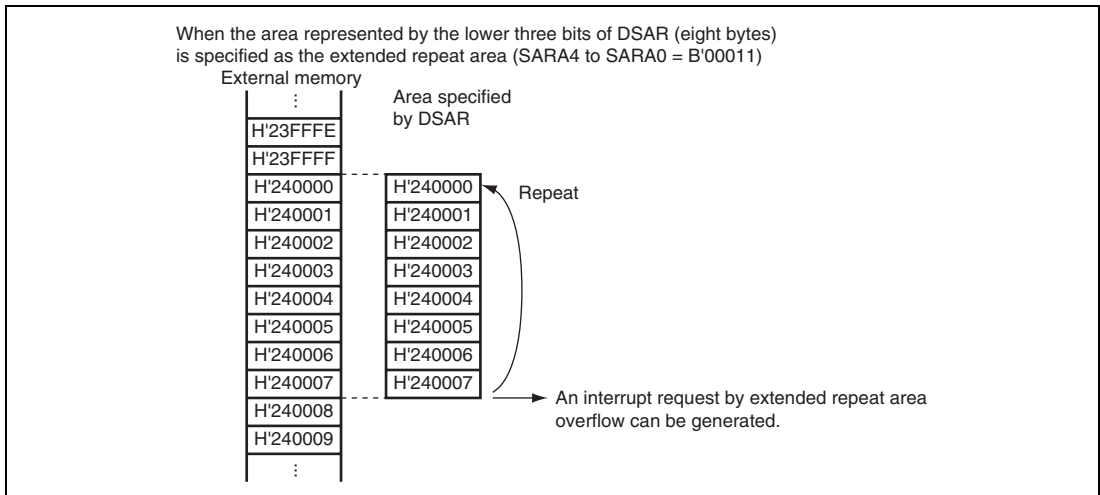 When the area represented by the lower three bits of DSAR (eight bytes)
is specified as the extended repeat area (SARA4 to SARA0 = B'00011)
External memory
Area specified
by DSAR
⋮
H'23FFFE
H'23FFFF
H'240000
H'240001
H'240002
H'240003
H'240004
H'240005
H'240006
H'240007
H'240008
H'240009
⋮
H'240000
H'240001
H'240002
H'240003
H'240004
H'240005
H'240006
H'240007
Repeat
An interrupt request by extended repeat area
overflow can be generated.